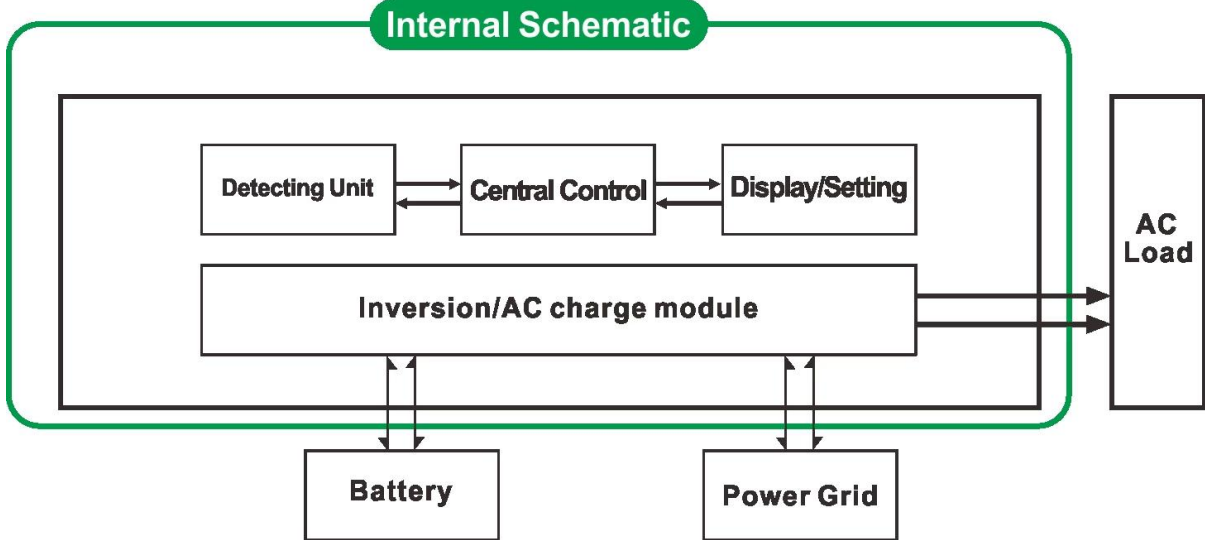 Internal Schematic
Detecting Unit
Central Control
Display/Setting
AC
Load
Inversion/AC charge module
Battery
Power Grid